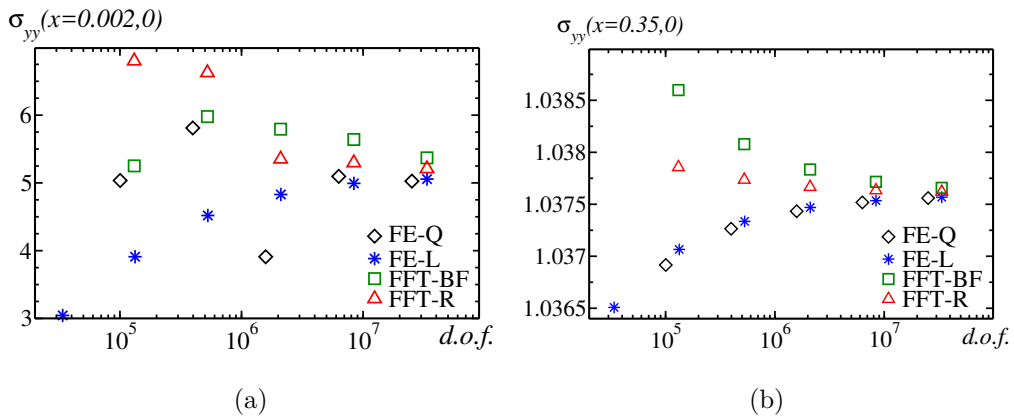 σyy(x=0.002,0)
6
5
4
3
10^5
10^6
10^7
d.o.f.
FE-Q
FE-L
FFT-BF
FFT-R
(a)
σyy(x=0.35,0)
1.0385
1.038
1.0375
1.037
1.0365
10^5
10^6
10^7
d.o.f.
FE-Q
FE-L
FFT-BF
FFT-R
(b)